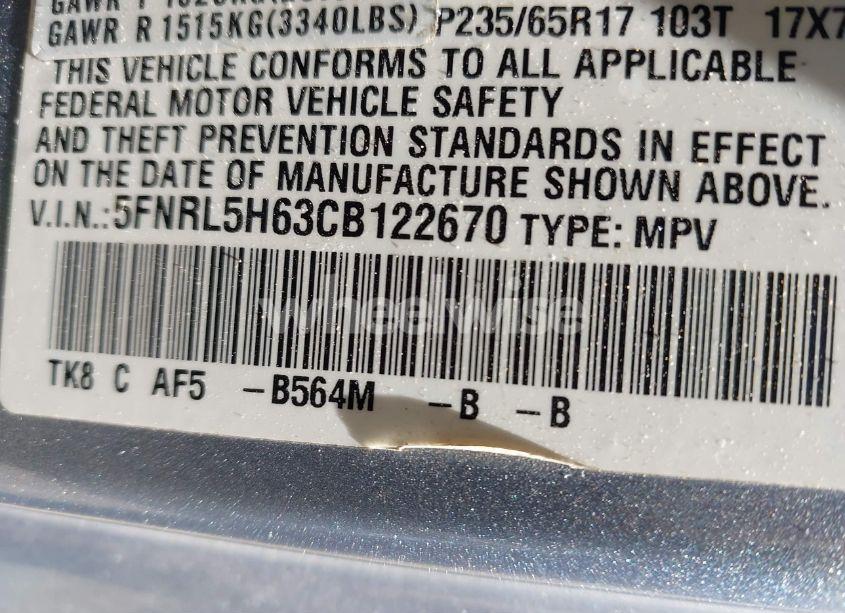 GAWR R 1515KG(3340LBS) P235/65R17 103T 17X7
THIS VEHICLE CONFORMS TO ALL APPLICABLE
FEDERAL MOTOR VEHICLE SAFETY
AND THEFT PREVENTION STANDARDS IN EFFECT
ON THE DATE OF MANUFACTURE SHOWN ABOVE.
V.I.N.:5FNRL5H63CB122670 TYPE: MPV
wheelwise
TK8 C AF5 -B564M -B -B